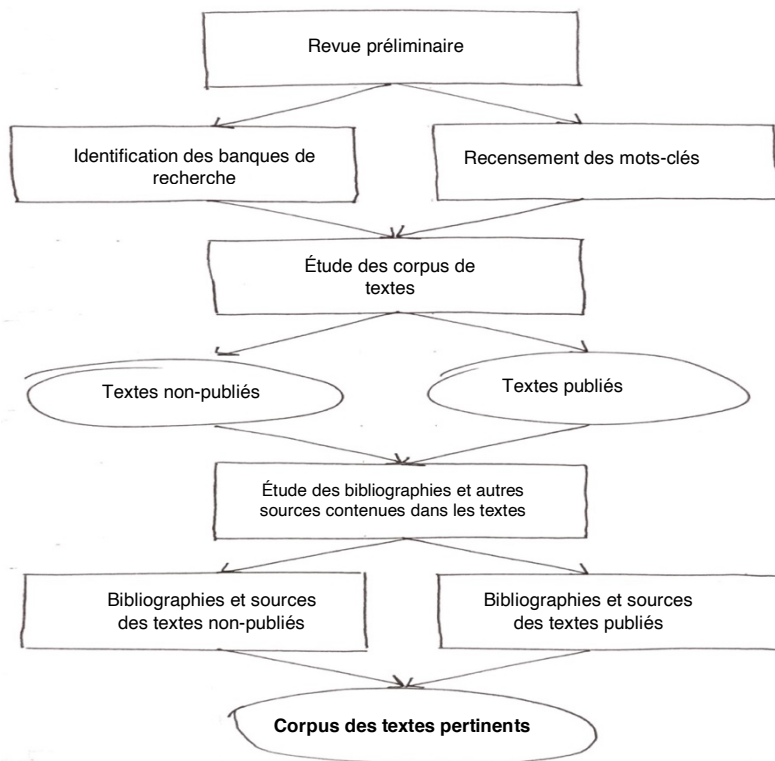 Revue préliminaire
Identification des banques de
recherche
Recensement des mots-clés
Étude des corpus de
textes
Textes non-publiés
Textes publiés
Étude des bibliographies et autres
sources contenues dans les textes
Bibliographies et sources
des textes non-publiés
Bibliographies et sources
des textes publiés
Corpus des textes pertinents